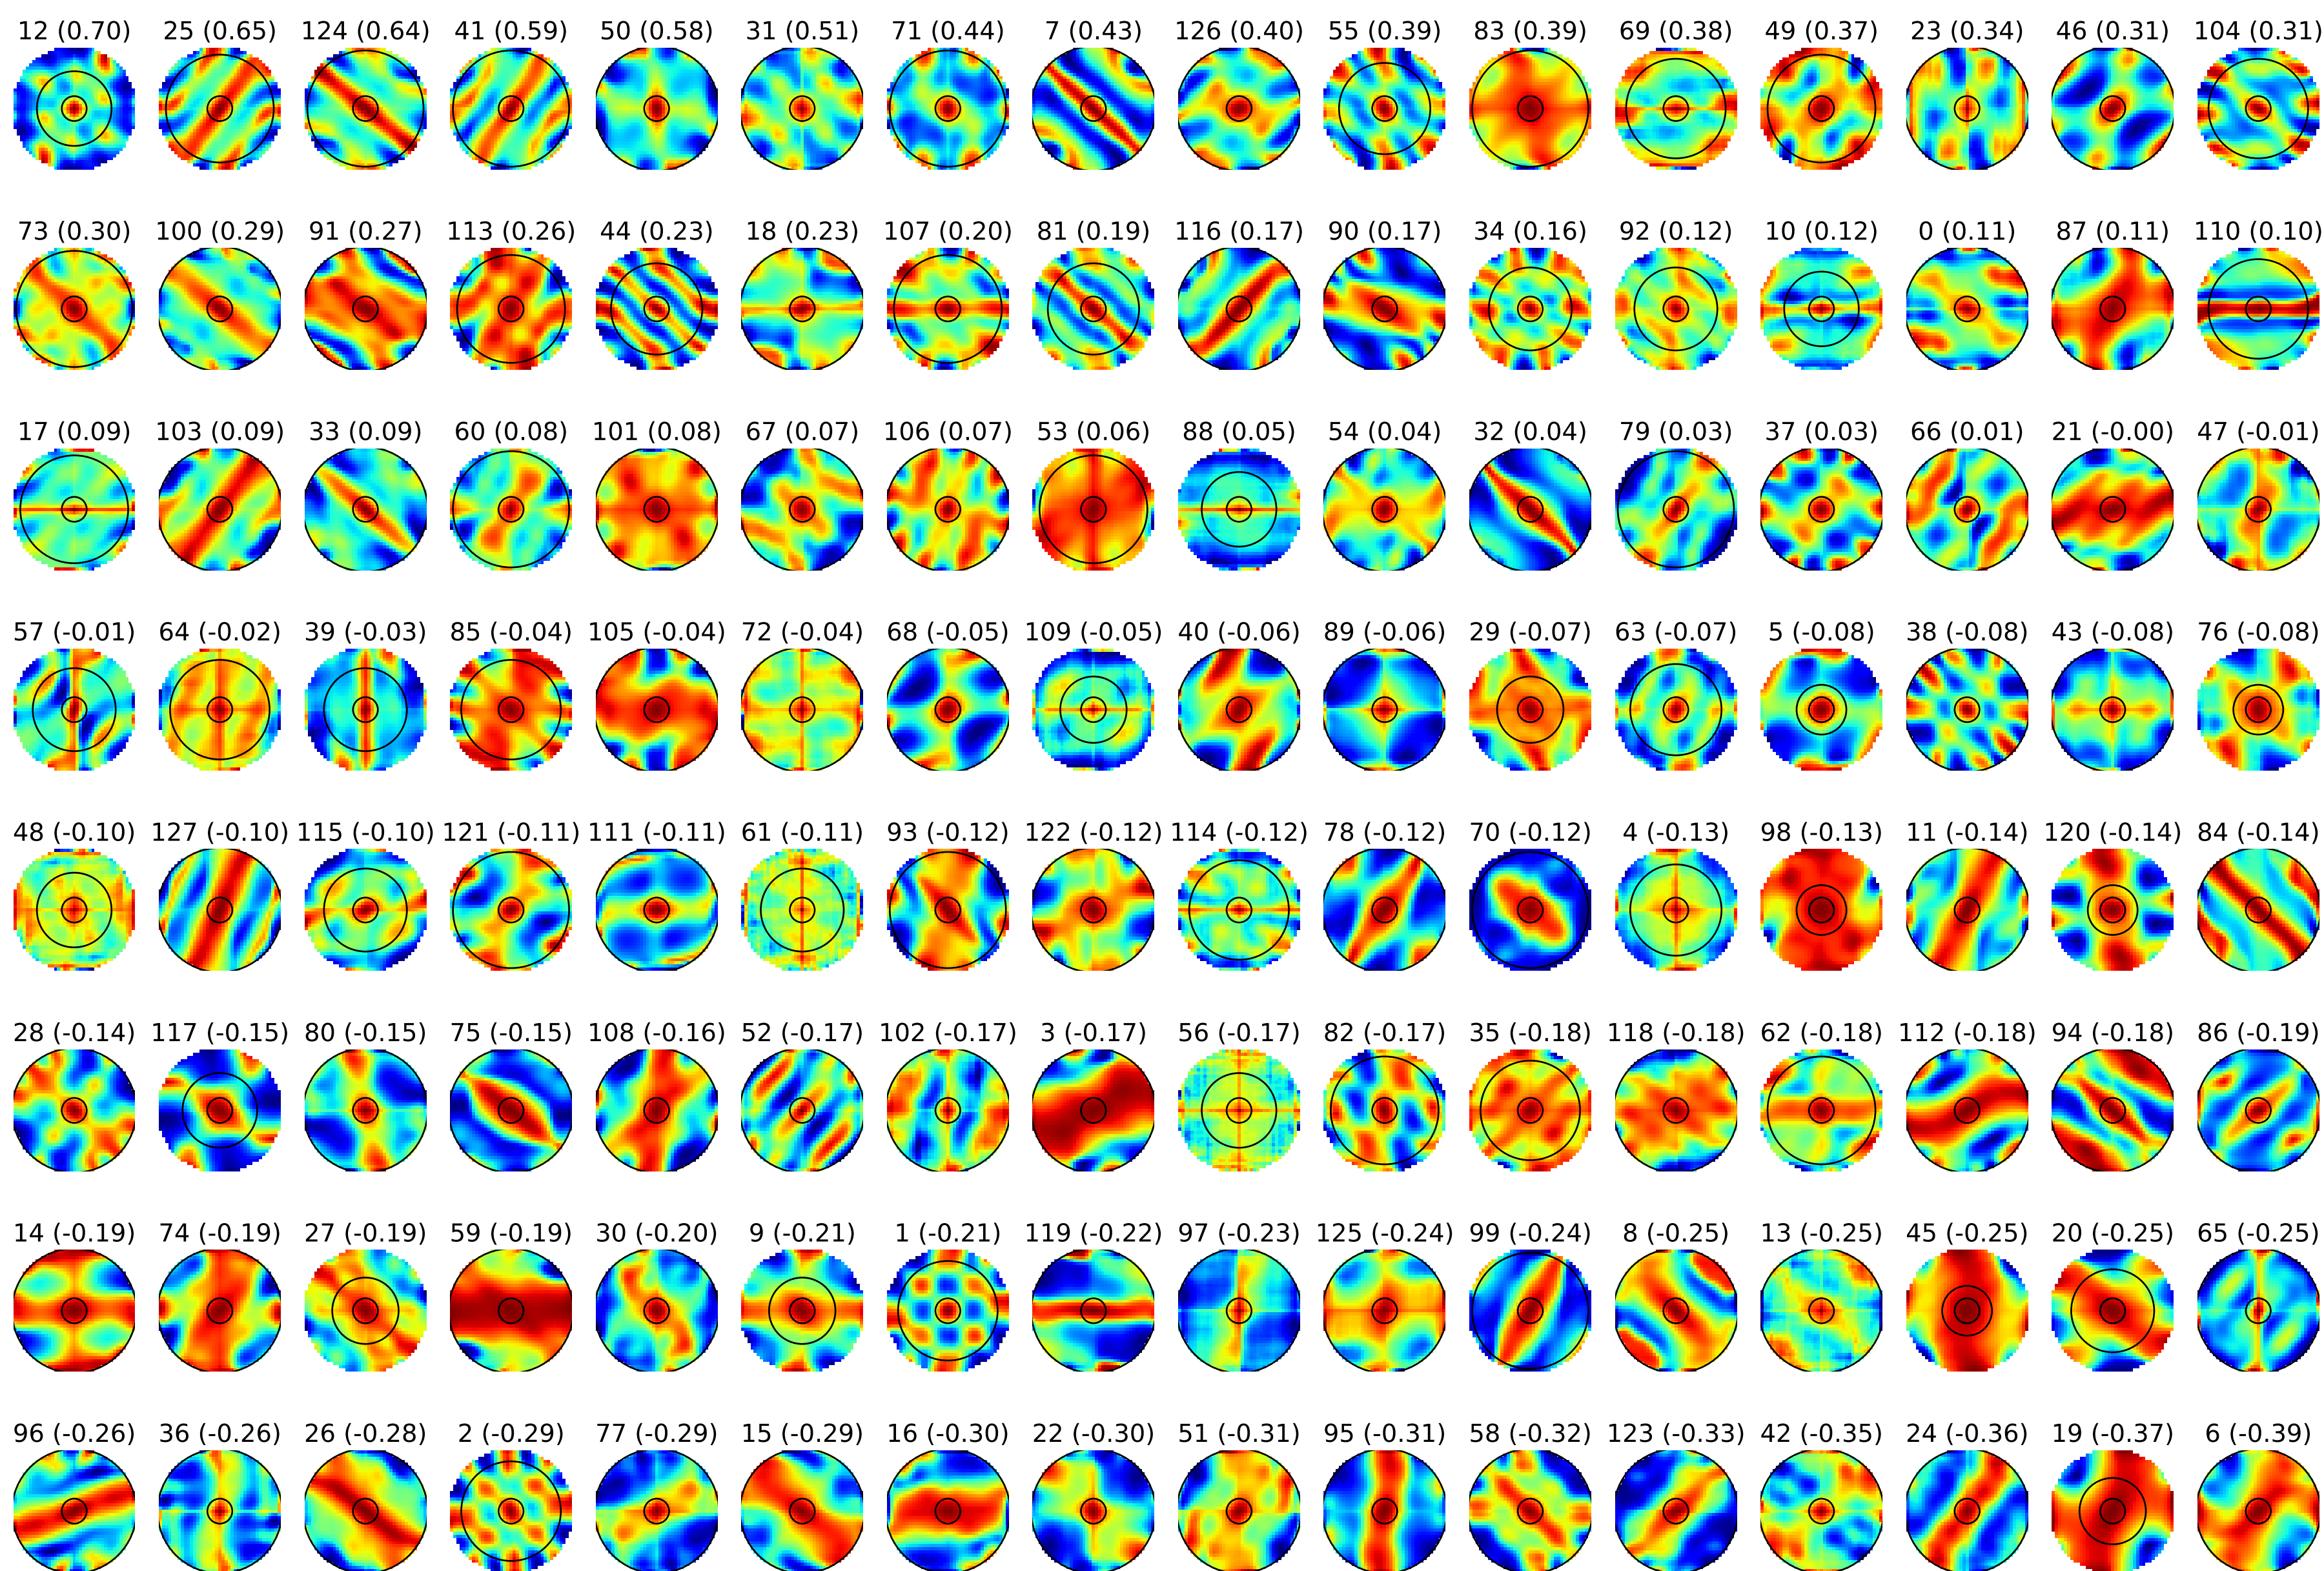 12 (0.70) 25 (0.65) 124 (0.64) 41 (0.59) 50 (0.58) 31 (0.51) 71 (0.44) 7 (0.43) 126 (0.40) 55 (0.39) 83 (0.39) 69 (0.38) 49 (0.37) 23 (0.34) 46 (0.31) 104 (0.31)
73 (0.30) 100 (0.29) 91 (0.27) 113 (0.26) 44 (0.23) 18 (0.23) 107 (0.20) 81 (0.19) 116 (0.17) 90 (0.17) 34 (0.16) 92 (0.12) 10 (0.12) 0 (0.11) 87 (0.11) 110 (0.10)
17 (0.09) 103 (0.09) 33 (0.09) 60 (0.08) 101 (0.08) 67 (0.07) 106 (0.07) 53 (0.06) 88 (0.05) 54 (0.04) 32 (0.04) 79 (0.03) 37 (0.03) 66 (0.01) 21 (-0.00) 47 (-0.01)
57 (-0.01) 64 (-0.02) 39 (-0.03) 85 (-0.04) 105 (-0.04) 72 (-0.04) 68 (-0.05) 109 (-0.05) 40 (-0.06) 89 (-0.06) 29 (-0.07) 63 (-0.07) 5 (-0.08) 38 (-0.08) 43 (-0.08) 76 (-0.08)
48 (-0.10) 127 (-0.10) 115 (-0.10) 121 (-0.11) 111 (-0.11) 61 (-0.11) 93 (-0.12) 122 (-0.12) 114 (-0.12) 78 (-0.12) 70 (-0.12) 4 (-0.13) 98 (-0.13) 11 (-0.14) 120 (-0.14) 84 (-0.14)
28 (-0.14) 117 (-0.15) 80 (-0.15) 75 (-0.15) 108 (-0.16) 52 (-0.17) 102 (-0.17) 3 (-0.17) 56 (-0.17) 82 (-0.17) 35 (-0.18) 118 (-0.18) 62 (-0.18) 112 (-0.18) 94 (-0.18) 86 (-0.19)
14 (-0.19) 74 (-0.19) 27 (-0.19) 59 (-0.19) 30 (-0.20) 9 (-0.21) 1 (-0.21) 119 (-0.22) 97 (-0.23) 125 (-0.24) 99 (-0.24) 8 (-0.25) 13 (-0.25) 45 (-0.25) 20 (-0.25) 65 (-0.25)
96 (-0.26) 36 (-0.26) 26 (-0.28) 2 (-0.29) 77 (-0.29) 15 (-0.29) 16 (-0.30) 22 (-0.30) 51 (-0.31) 95 (-0.31) 58 (-0.32) 123 (-0.33) 42 (-0.35) 24 (-0.36) 19 (-0.37) 6 (-0.39)